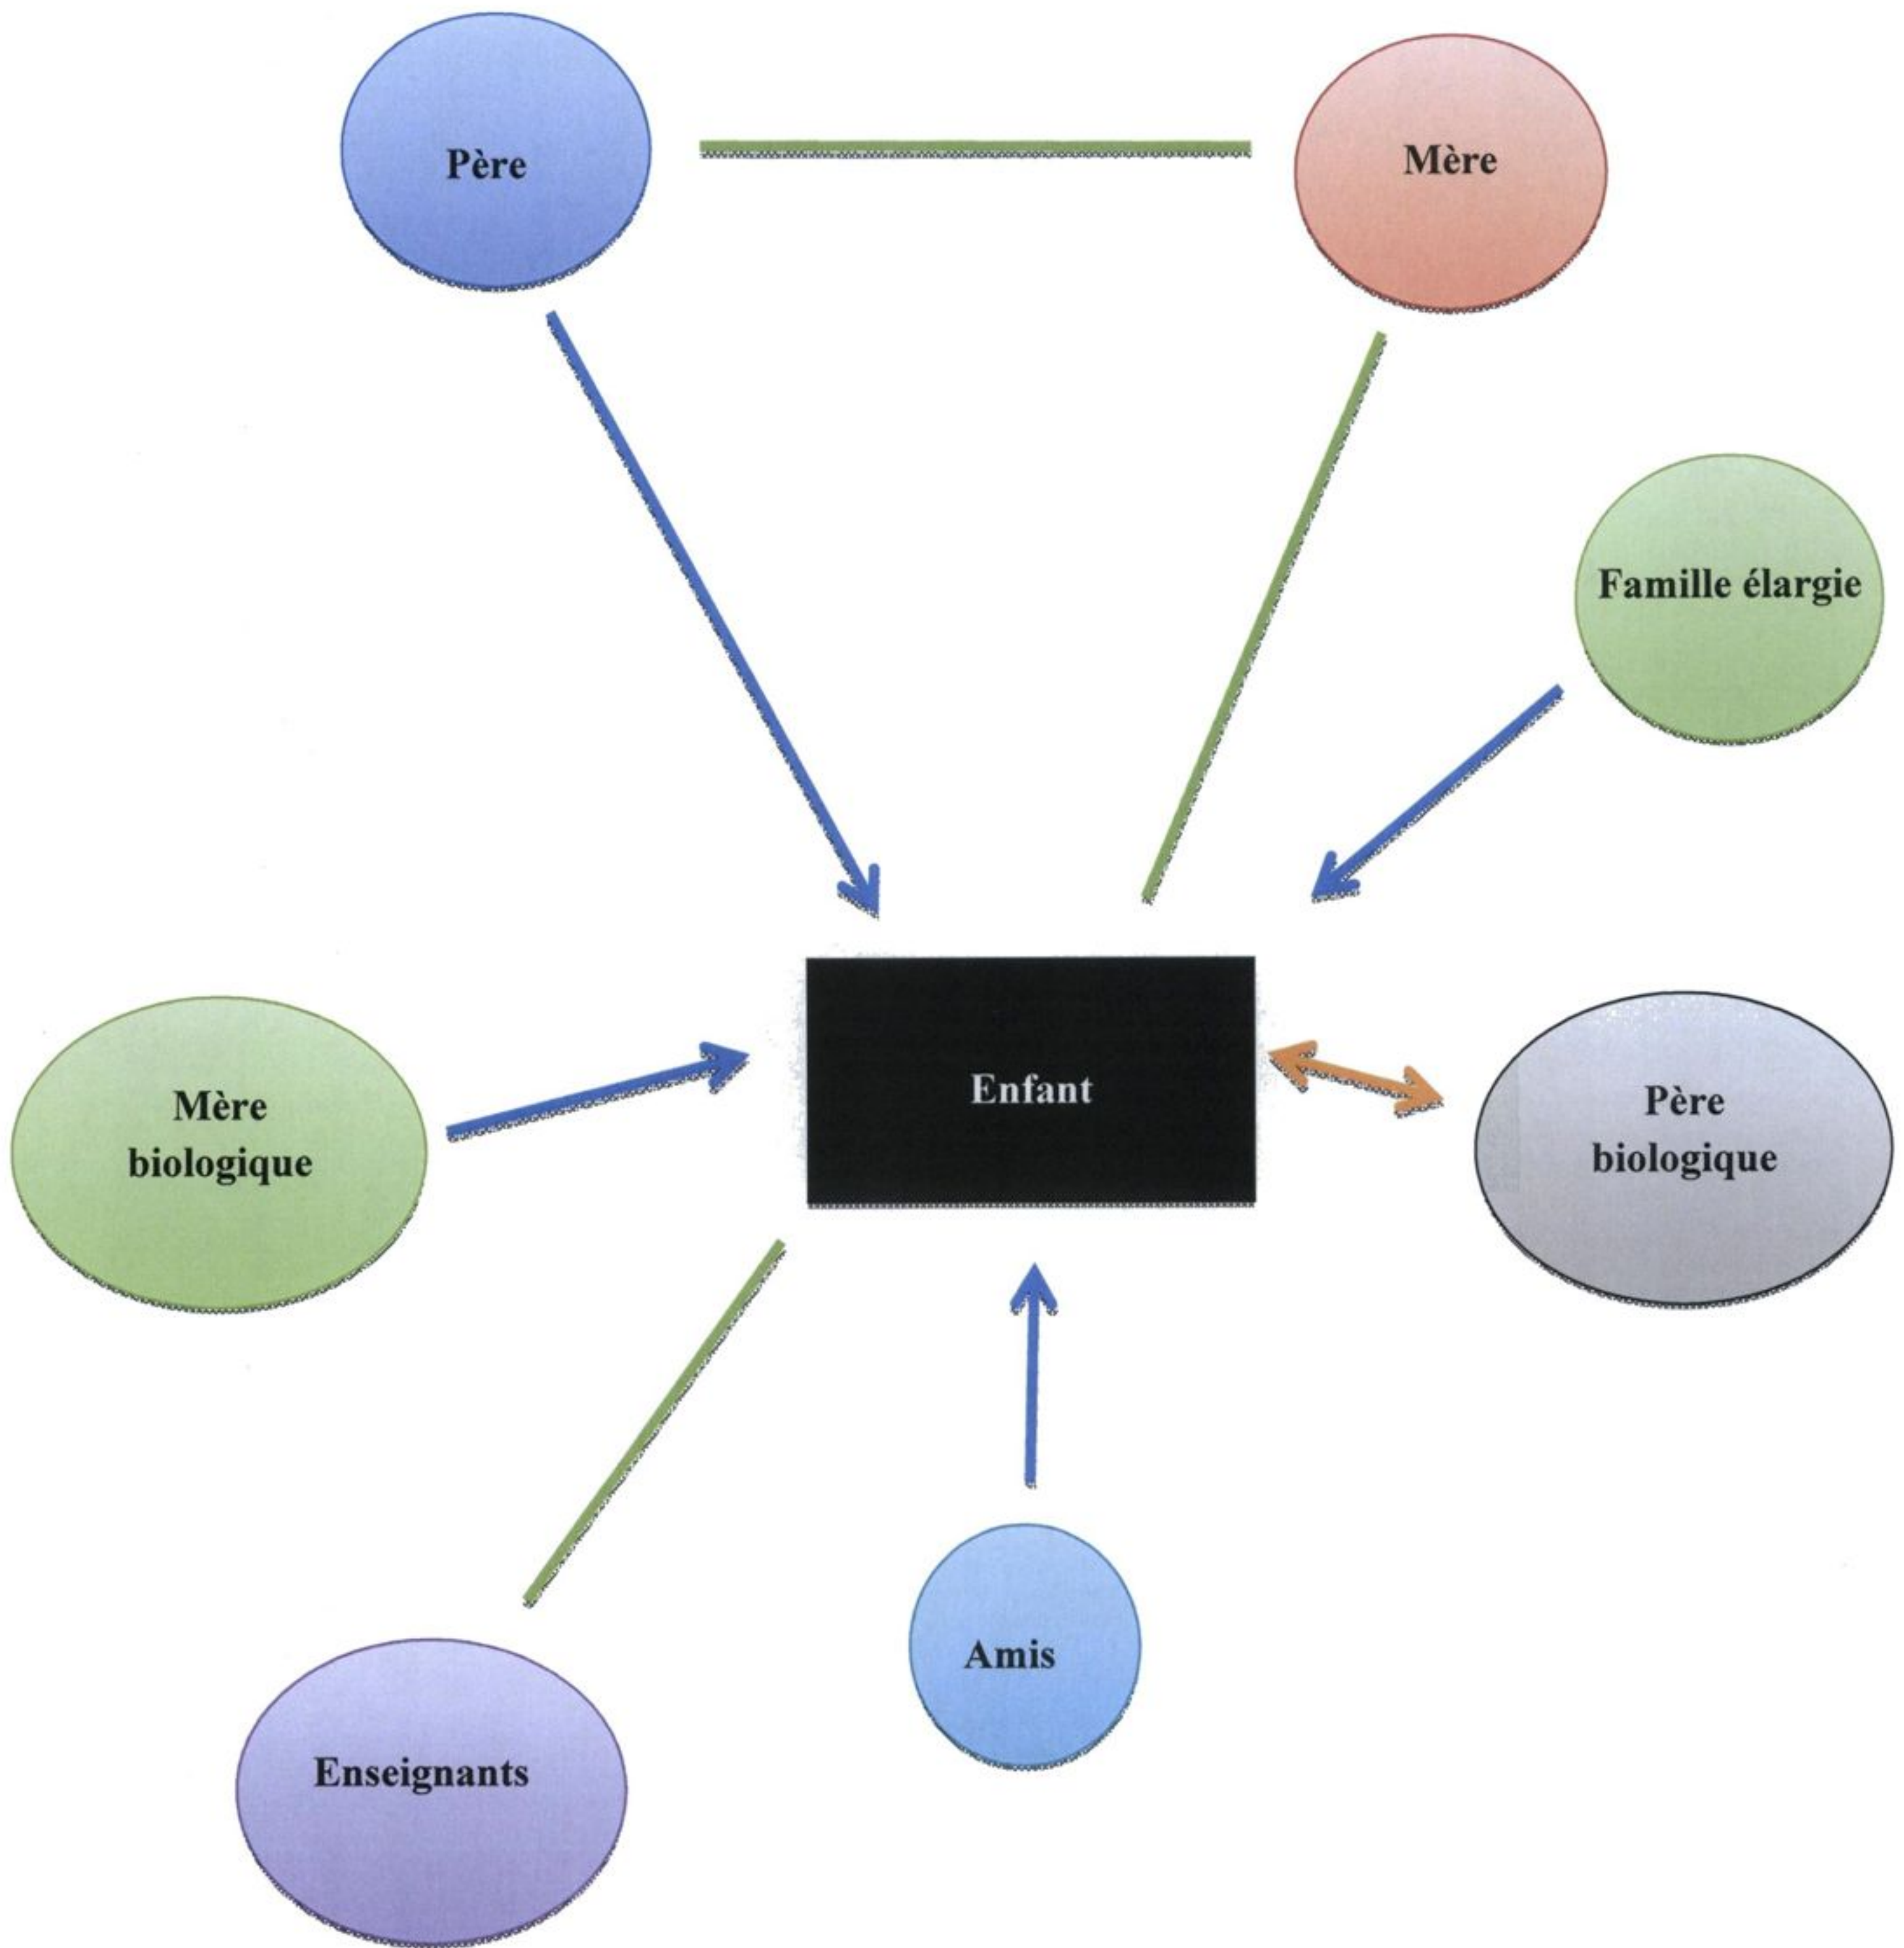 Père
Mère
Famille élargie
Mère
biologique
Enfant
Père
biologique
Amis
Enseignants